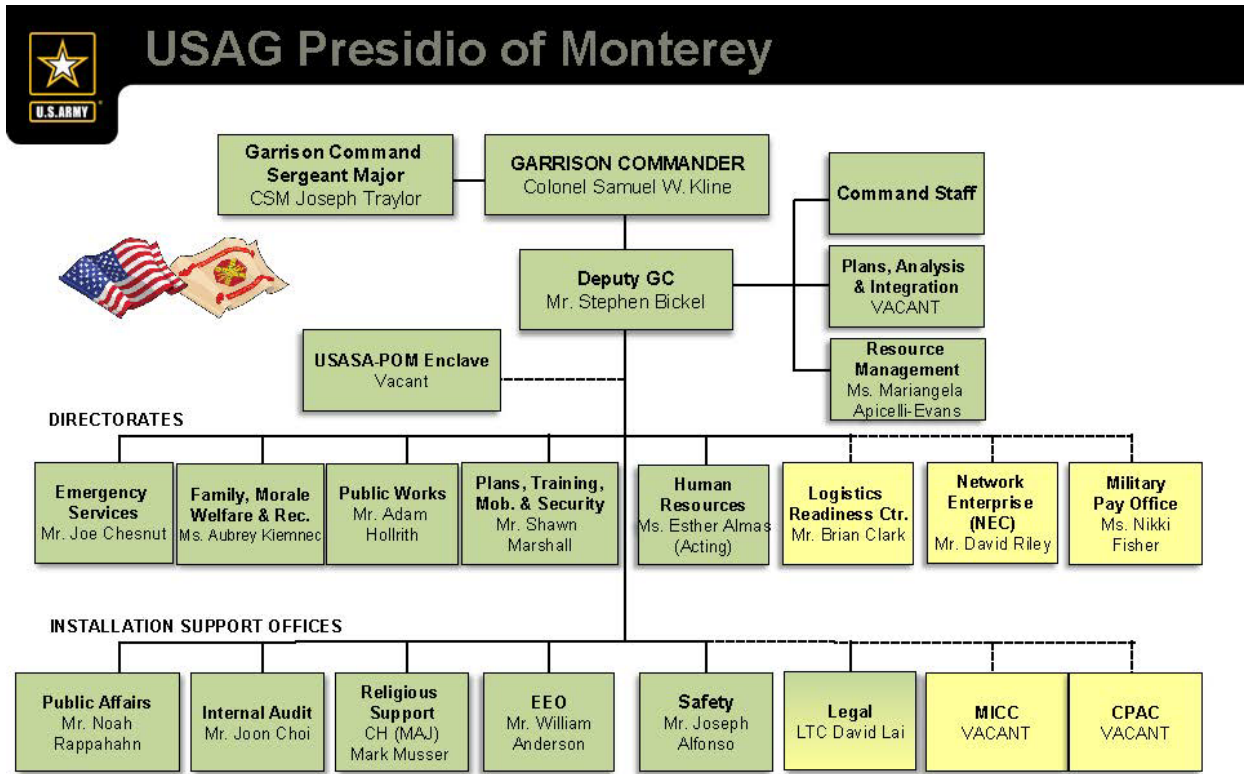 USAG Presidio of Monterey
U.S.ARMY
Garrison Command
Sergeant Major
CSM Joseph Traylor
GARRISON COMMANDER
Colonel Samuel W. Kline
Command Staff
Deputy GC
Mr. Stephen Bickel
Plans, Analysis
& Integration
VACANT
USASA-POM Enclave
Vacant
Resource
Management
Ms. Mariangela
Apicelli-Evans
DIRECTORATES
Emergency
Services
Mr. Joe Chesnut
Family, Morale
Welfare & Rec.
Ms. Aubrey Kiemnec
Public Works
Mr. Adam
Hollrith
Plans, Training,
Mob. & Security
Mr. Shawn
Marshall
Human
Resources
Ms. Esther Almas
(Acting)
Logistics
Readiness Ctr.
Mr. Brian Clark
Network
Enterprise
(NEC)
Mr. David Riley
Military
Pay Office
Ms. Nikki
Fisher
INSTALLATION SUPPORT OFFICES
Public Affairs
Mr. Noah
Rappahahn
Internal Audit
Mr. Joon Choi
Religious
Support
CH (MAJ)
Mark Musser
EEO
Mr. William
Anderson
Safety
Mr. Joseph
Alfonso
Legal
LTC David Lai
MICC
VACANT
CPAC
VACANT